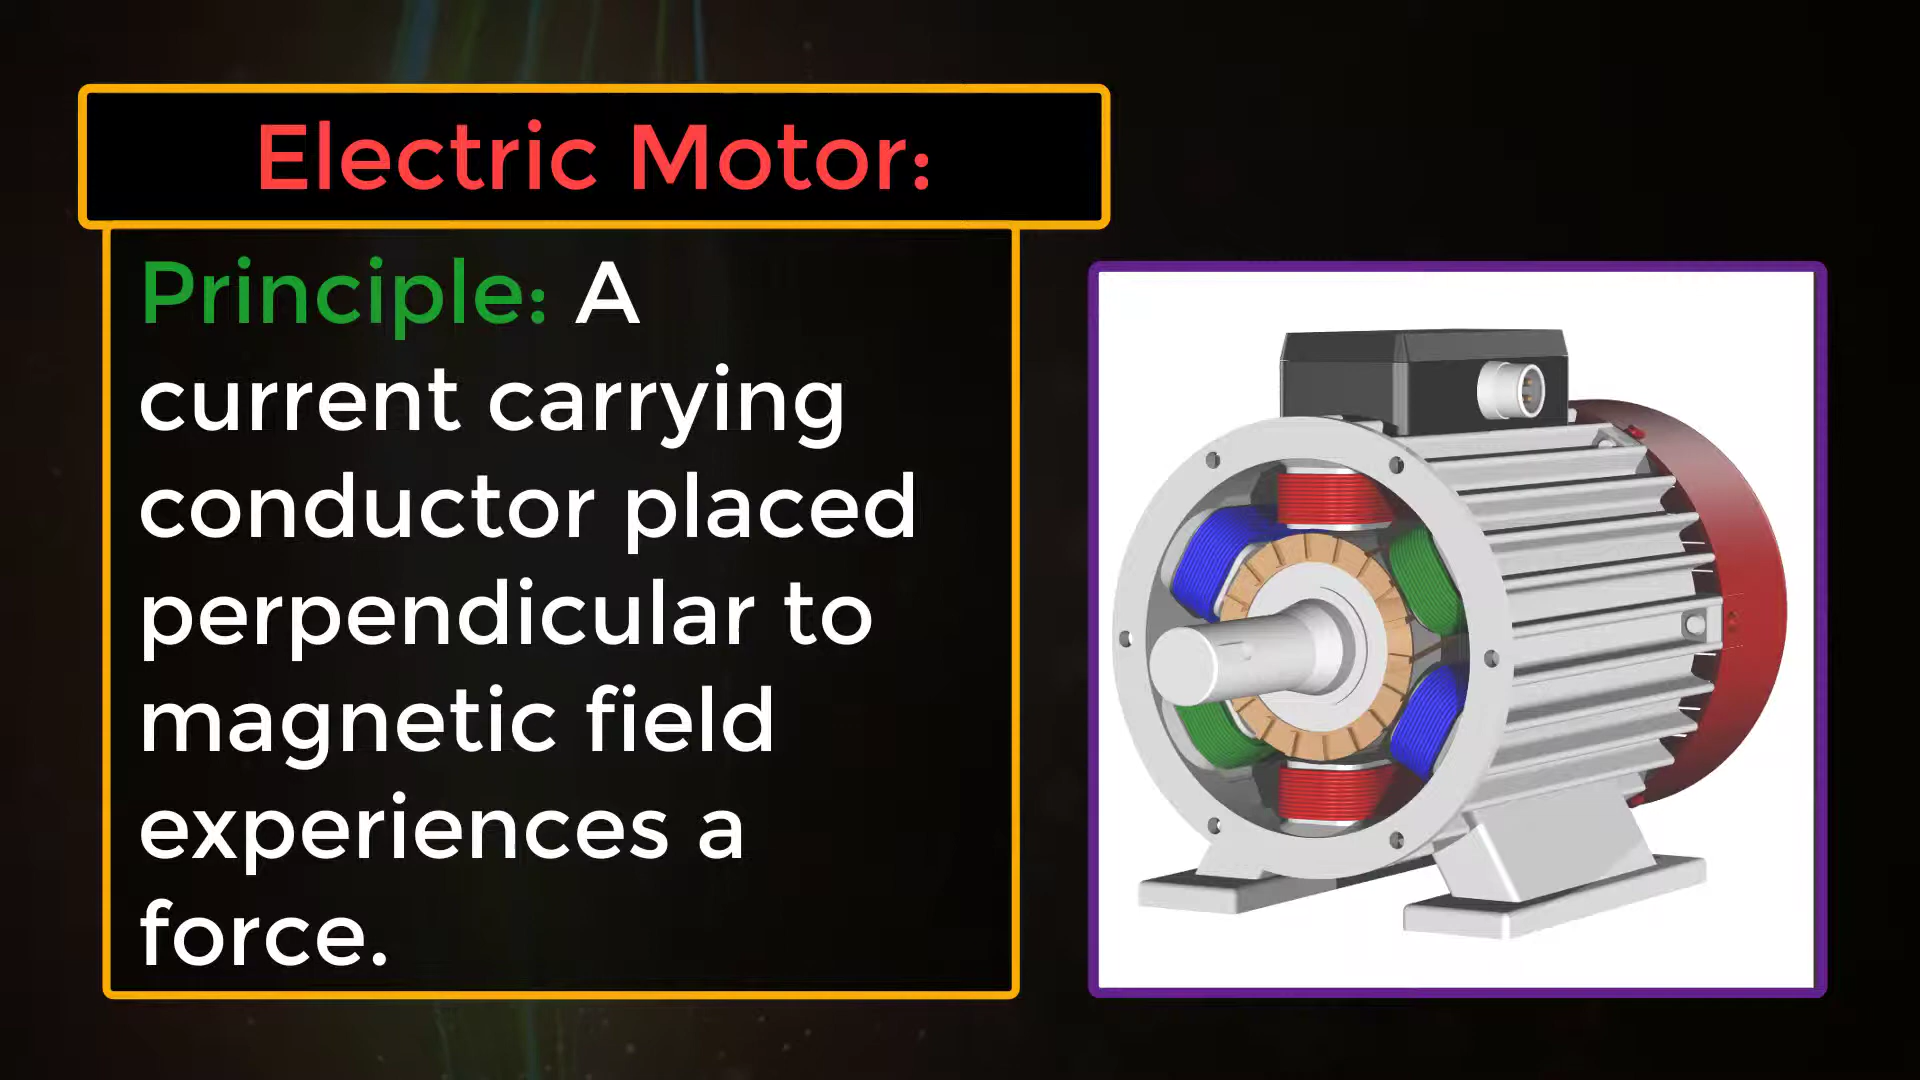 Electric Motor:
Principle: A
current carrying
conductor placed
perpendicular to
magnetic field
experiences a
force.